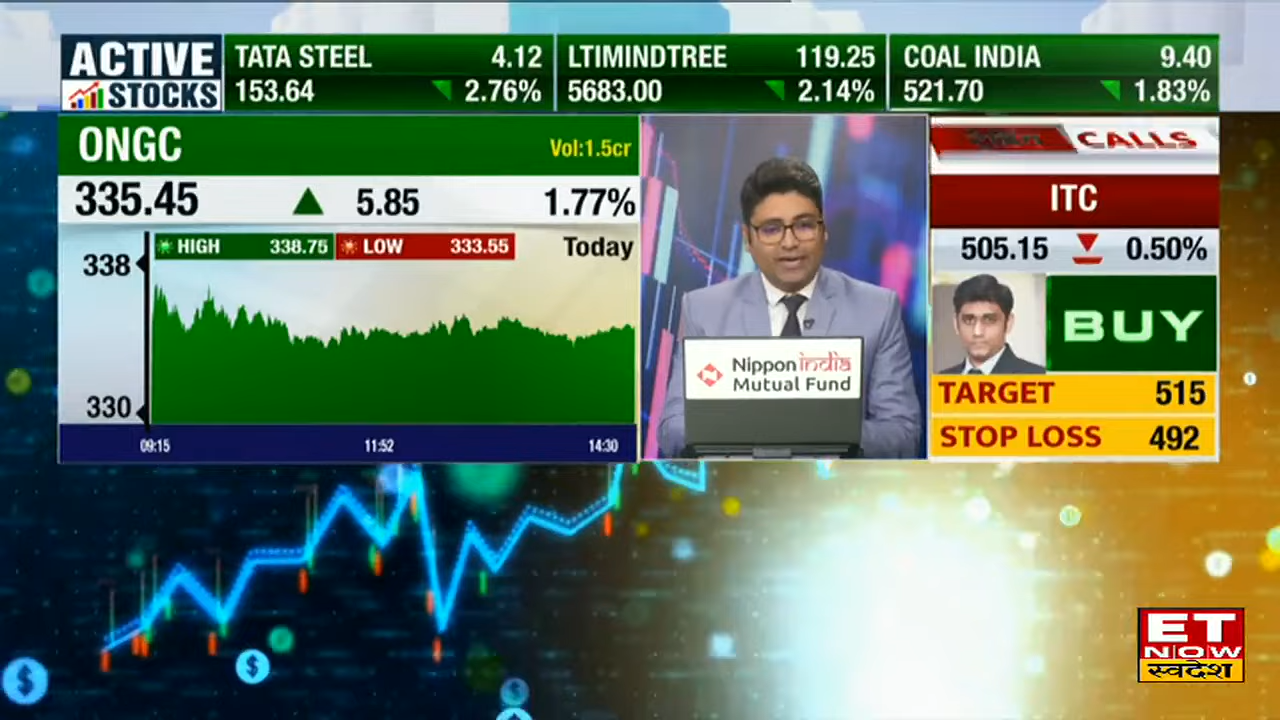 ACTIVE
STOCKS
TATA STEEL 4.12
153.64 2.76%
LTIMINDTREE 119.25
5683.00 2.14%
COAL INDIA 9.40
521.70 1.83%
ONGC
Vol:1.5cr
335.45 5.85 1.77%
HIGH 338.75 LOW 333.55 Today
338
330
09:15 11:52 14:30
Nippon india
Mutual Fund
CALLS
ITC
505.15 0.50%
BUY
TARGET 515
STOP LOSS 492
ET
NOW
स्वदेश